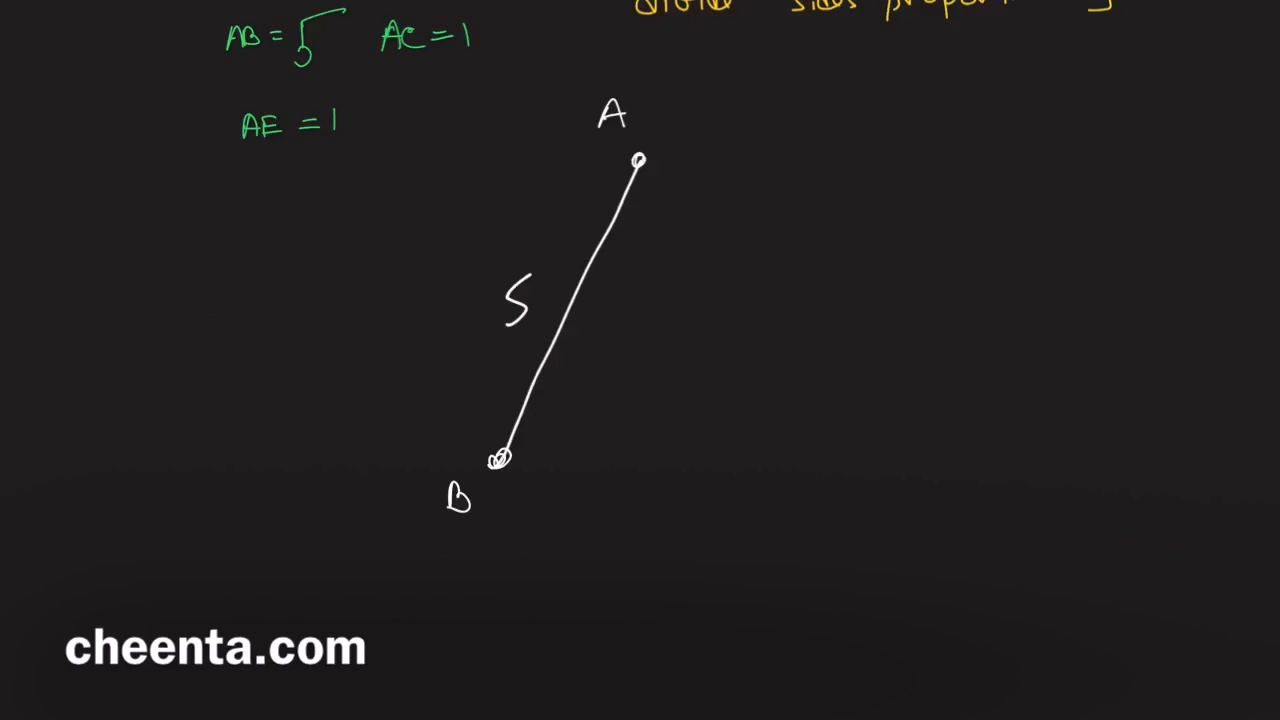 AB = 5 AC = 1
AE = 1
A
5
B
cheenta.com